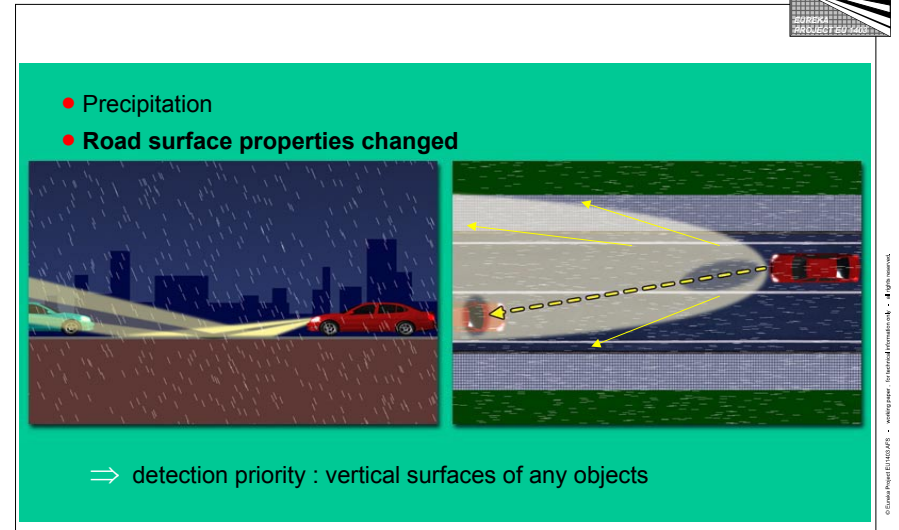 EUREKA
PROJECT EU 1403
Precipitation
Road surface properties changed
⇒ detection priority : vertical surfaces of any objects
© Eureka Project EU1403 AFS - working paper . for technical information only - all rights reserved.